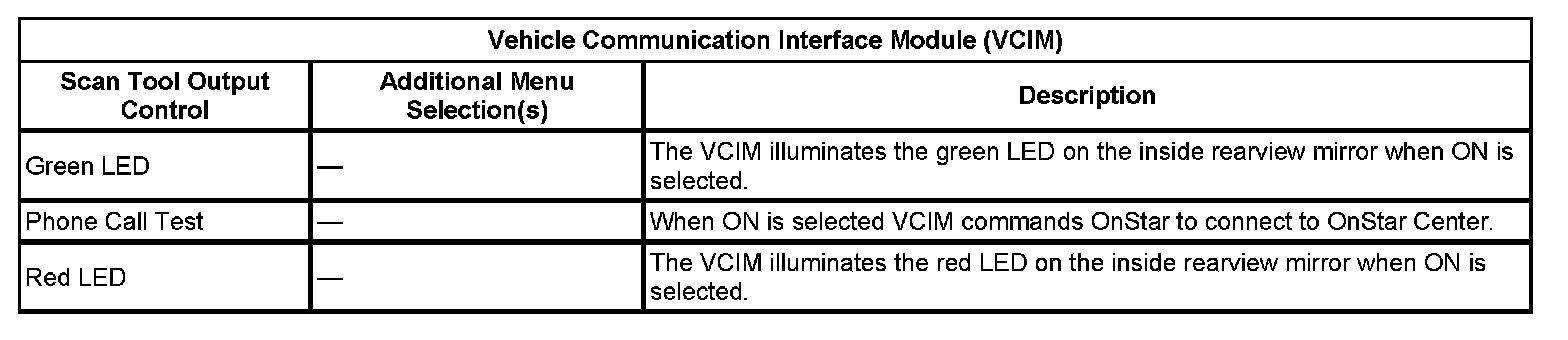 Vehicle Communication Interface Module (VCIM)
Scan Tool Output
Control
Additional Menu
Selection(s)
Description
Green LED
—
The VCIM illuminates the green LED on the inside rearview mirror when ON is
selected.
Phone Call Test
—
When ON is selected VCIM commands OnStar to connect to OnStar Center.
Red LED
—
The VCIM illuminates the red LED on the inside rearview mirror when ON is
selected.